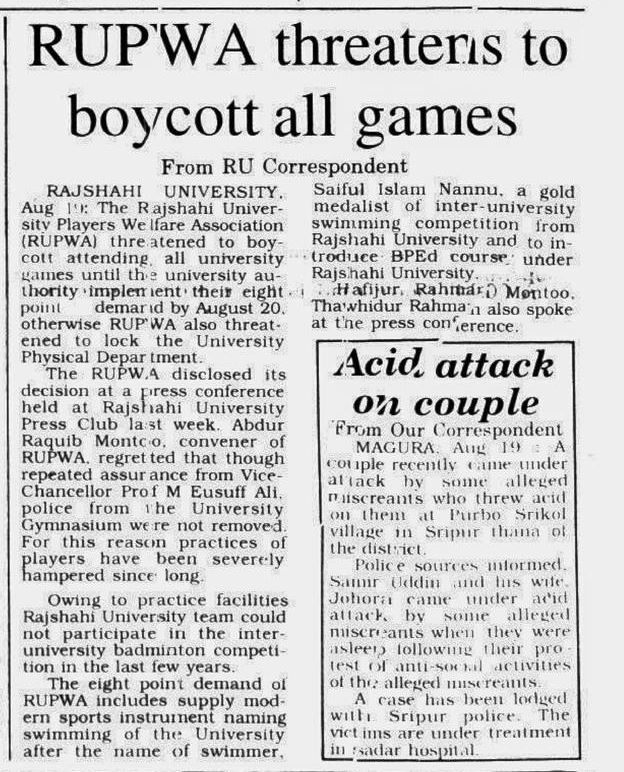 RUPWA threatens to
boycott all games
From RU Correspondent
RAJSHAHI UNIVERSITY,
Aug 19: The Rajshahi Univer-
sity Players Welfare Association
(RUPWA) threatened to boy-
cott attending, all university
games until the university au-
thority implement their eight
point demand by August 20,
otherwise RUPWA also threat-
ened to lock the University
Physical Department.
The RUPWA disclosed its
decision at a press conference
held at Rajshahi University
Press Club last week. Abdur
Raquib Montoo, convener of
RUPWA, regretted that though
repeated assurance from Vice-
Chancellor Prof M Eusuff Ali,
police from the University
Gymnasium were not removed.
For this reason practices of
players have been severely
hampered since long.
Owing to practice facilities
Rajshahi University team could
not participate in the inter-
university badminton competi-
tion in the last few years.
The eight point demand of
RUPWA includes supply mod-
ern sports instrument naming
swimming of the University
after the name of swimmer,
Saiful Islam Nannu, a gold
medalist of inter-university
swimming competition from
Rajshahi University and to in-
troduce BPEd course under
Rajshahi University.
Hafijur, Rahman Montoo,
Thawhidur Rahman also spoke
at the press conference.
Acid attack
on couple
From Our Correspondent
MAGURA, Aug 19 : A
couple recently came under
attack by some alleged
miscreants who threw acid
on them at Purbo Srikol
village in Sripur thana of
the district.
Police sources informed,
Samir Uddin and his wife,
Johora came under acid
attack by some alleged
miscreants when they were
asleep following their pro-
test of anti-social activities
of the alleged miscreants.
A case has been lodged
with Sripur police. The
victims are under treatment
in sadar hospital.